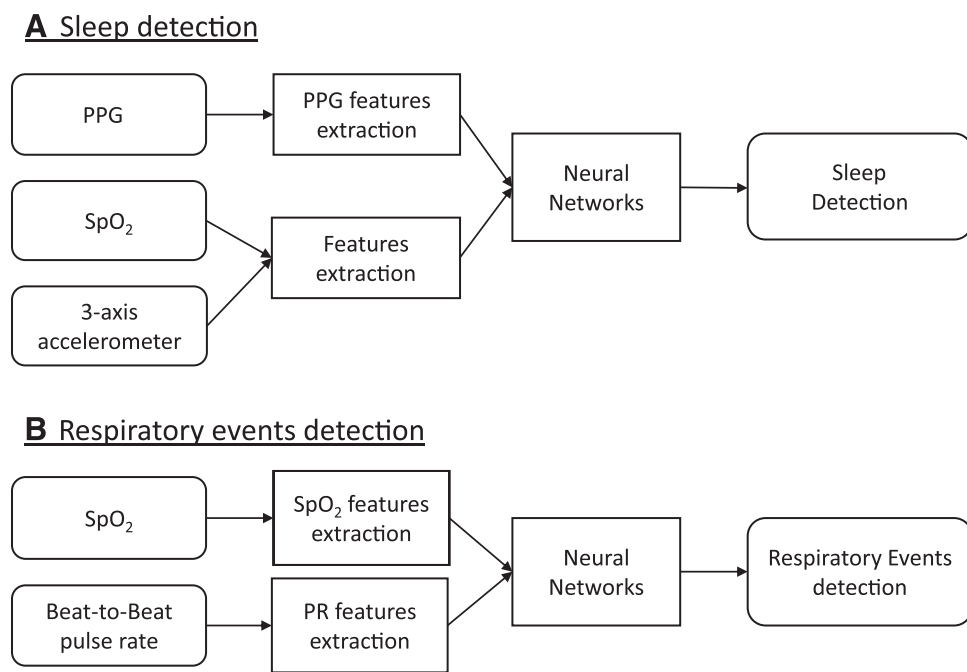 A Sleep detection
PPG
PPG features
extraction
SpO₂
3-axis
accelerometer
Features
extraction
Neural
Networks
Sleep
Detection
B Respiratory events detection
SpO₂
SpO₂ features
extraction
Beat-to-Beat
pulse rate
PR features
extraction
Neural
Networks
Respiratory Events
detection